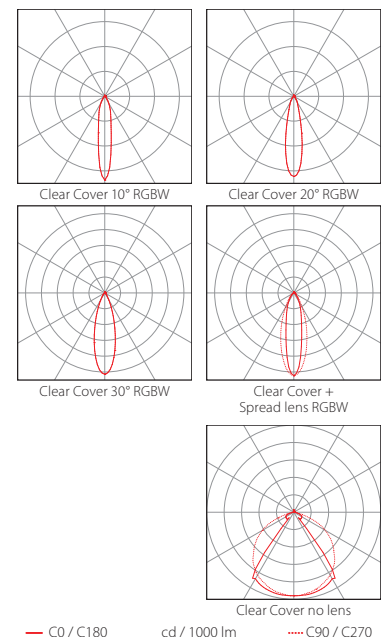 Clear Cover 10° RGBW
Clear Cover 20° RGBW
Clear Cover 30° RGBW
Clear Cover +
Spread lens RGBW
Clear Cover no lens
C0 / C180
cd / 1000 lm
C90 / C270